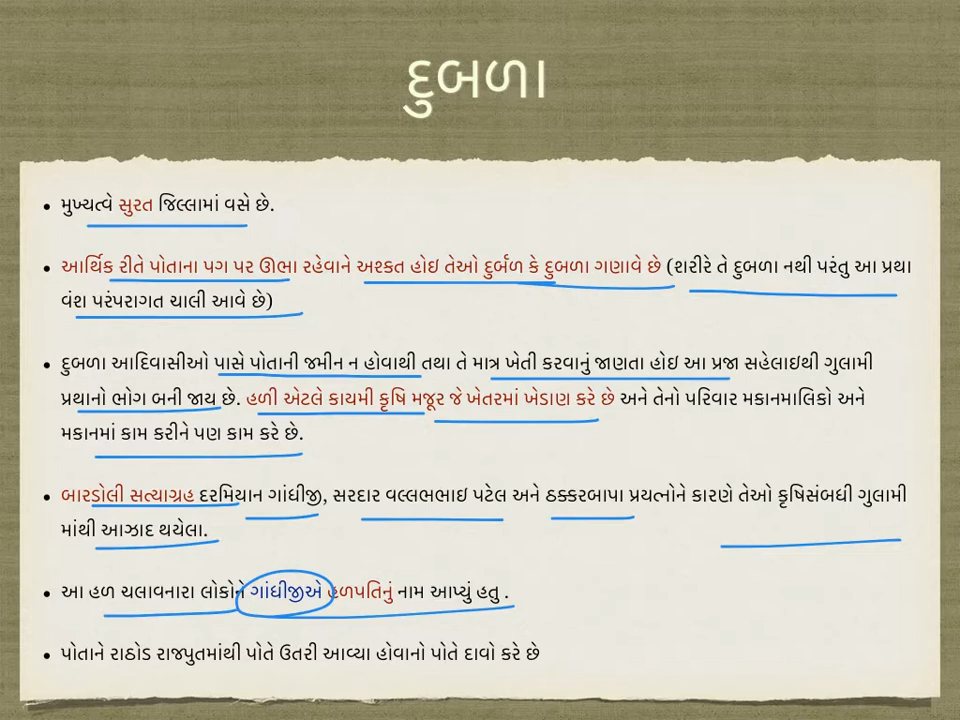 દુબળા
• મુખ્યત્વે સુરત જિલ્લામાં વસે છે.
• આર્થિક રીતે પોતાના પગ પર ઊભા રહેવાને અશ્કત હોઇ તેઓ દુર્બળ કે દુબળા ગણાવે છે (શરીરે તે દુબળા નથી પરંતુ આ પ્રથા
વંશ પરંપરાગત ચાલી આવે છે)
• દુબળા આદિવાસીઓ પાસે પોતાની જમીન ન હોવાથી તથા તે માત્ર ખેતી કરવાનું જાણતા હોઇ આ પ્રજા સહેલાઇથી ગુલામી
પ્રથાનો ભોગ બની જાય છે. હળી એટલે કાયમી કૃષિ મજૂર જે ખેતરમાં ખેડાણ કરે છે અને તેનો પરિવાર મકાનમાલિકો અને
મકાનમાં કામ કરીને પણ કામ કરે છે.
• બારડોલી સત્યાગ્રહ દરમિયાન ગાંધીજી, સરદાર વલ્લભભાઇ પટેલ અને ઠક્કરબાપા પ્રયત્નોને કારણે તેઓ કૃષિસંબધી ગુલામી
માંથી આઝાદ થયેલા.
• આ હળ ચલાવનારા લોકોને ગાંધીજીએ હળપતિનું નામ આપ્યું હતુ .
• પોતાને રાઠોડ રાજપુતમાંથી પોતે ઉતરી આવ્યા હોવાનો પોતે દાવો કરે છે